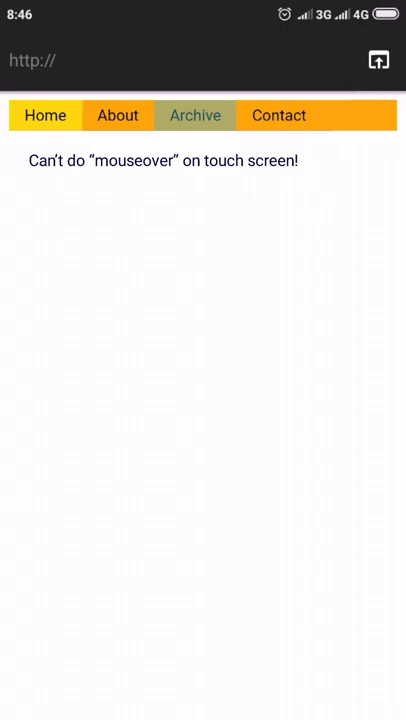 8:46 3G 4G
http://
Home About Archive Contact
Can’t do “mouseover” on touch screen!